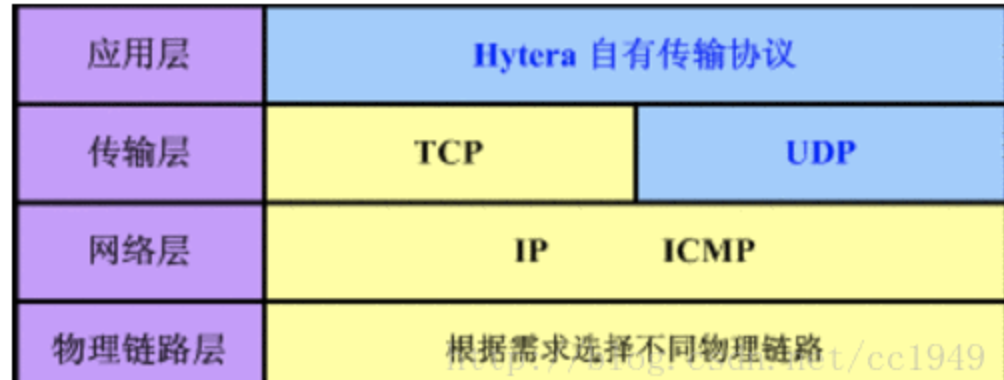 应用层 Hytera 自有传输协议
传输层 TCP UDP
网络层 IP ICMP
物理链路层 根据需求选择不同物理链路
http://blog.csdn.net/cc1949